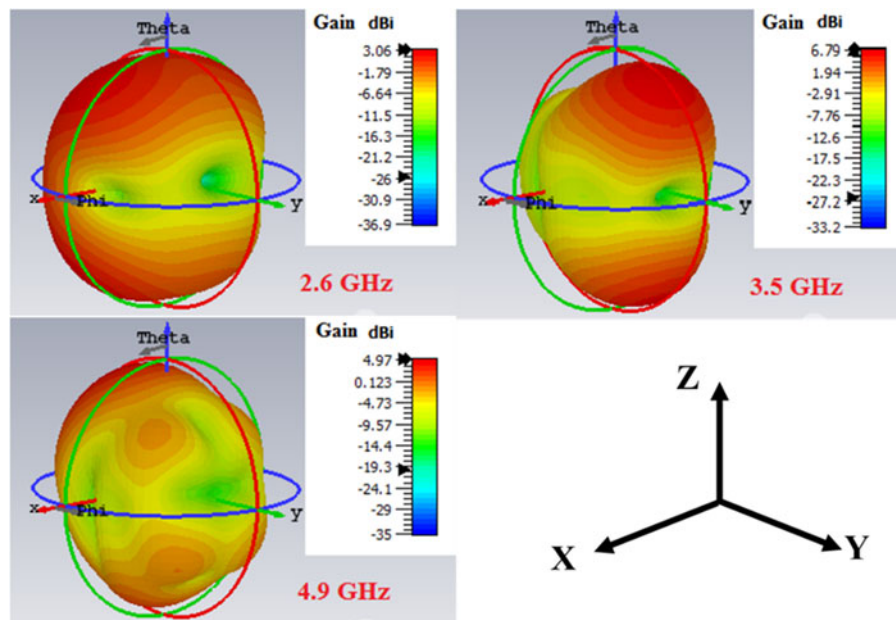 Theta
x
Phi
y
Gain dBi
3.06
-1.79
-6.64
-11.5
-16.3
-21.2
-26
-30.9
-36.9
2.6 GHz
Theta
x
Phi
y
Gain dBi
6.79
1.94
-2.91
-7.76
-12.6
-17.5
-22.3
-27.2
-33.2
3.5 GHz
Theta
x
Phi
y
Gain dBi
4.97
0.123
-4.73
-9.57
-14.4
-19.3
-24.1
-29
-35
4.9 GHz
Z
X
Y